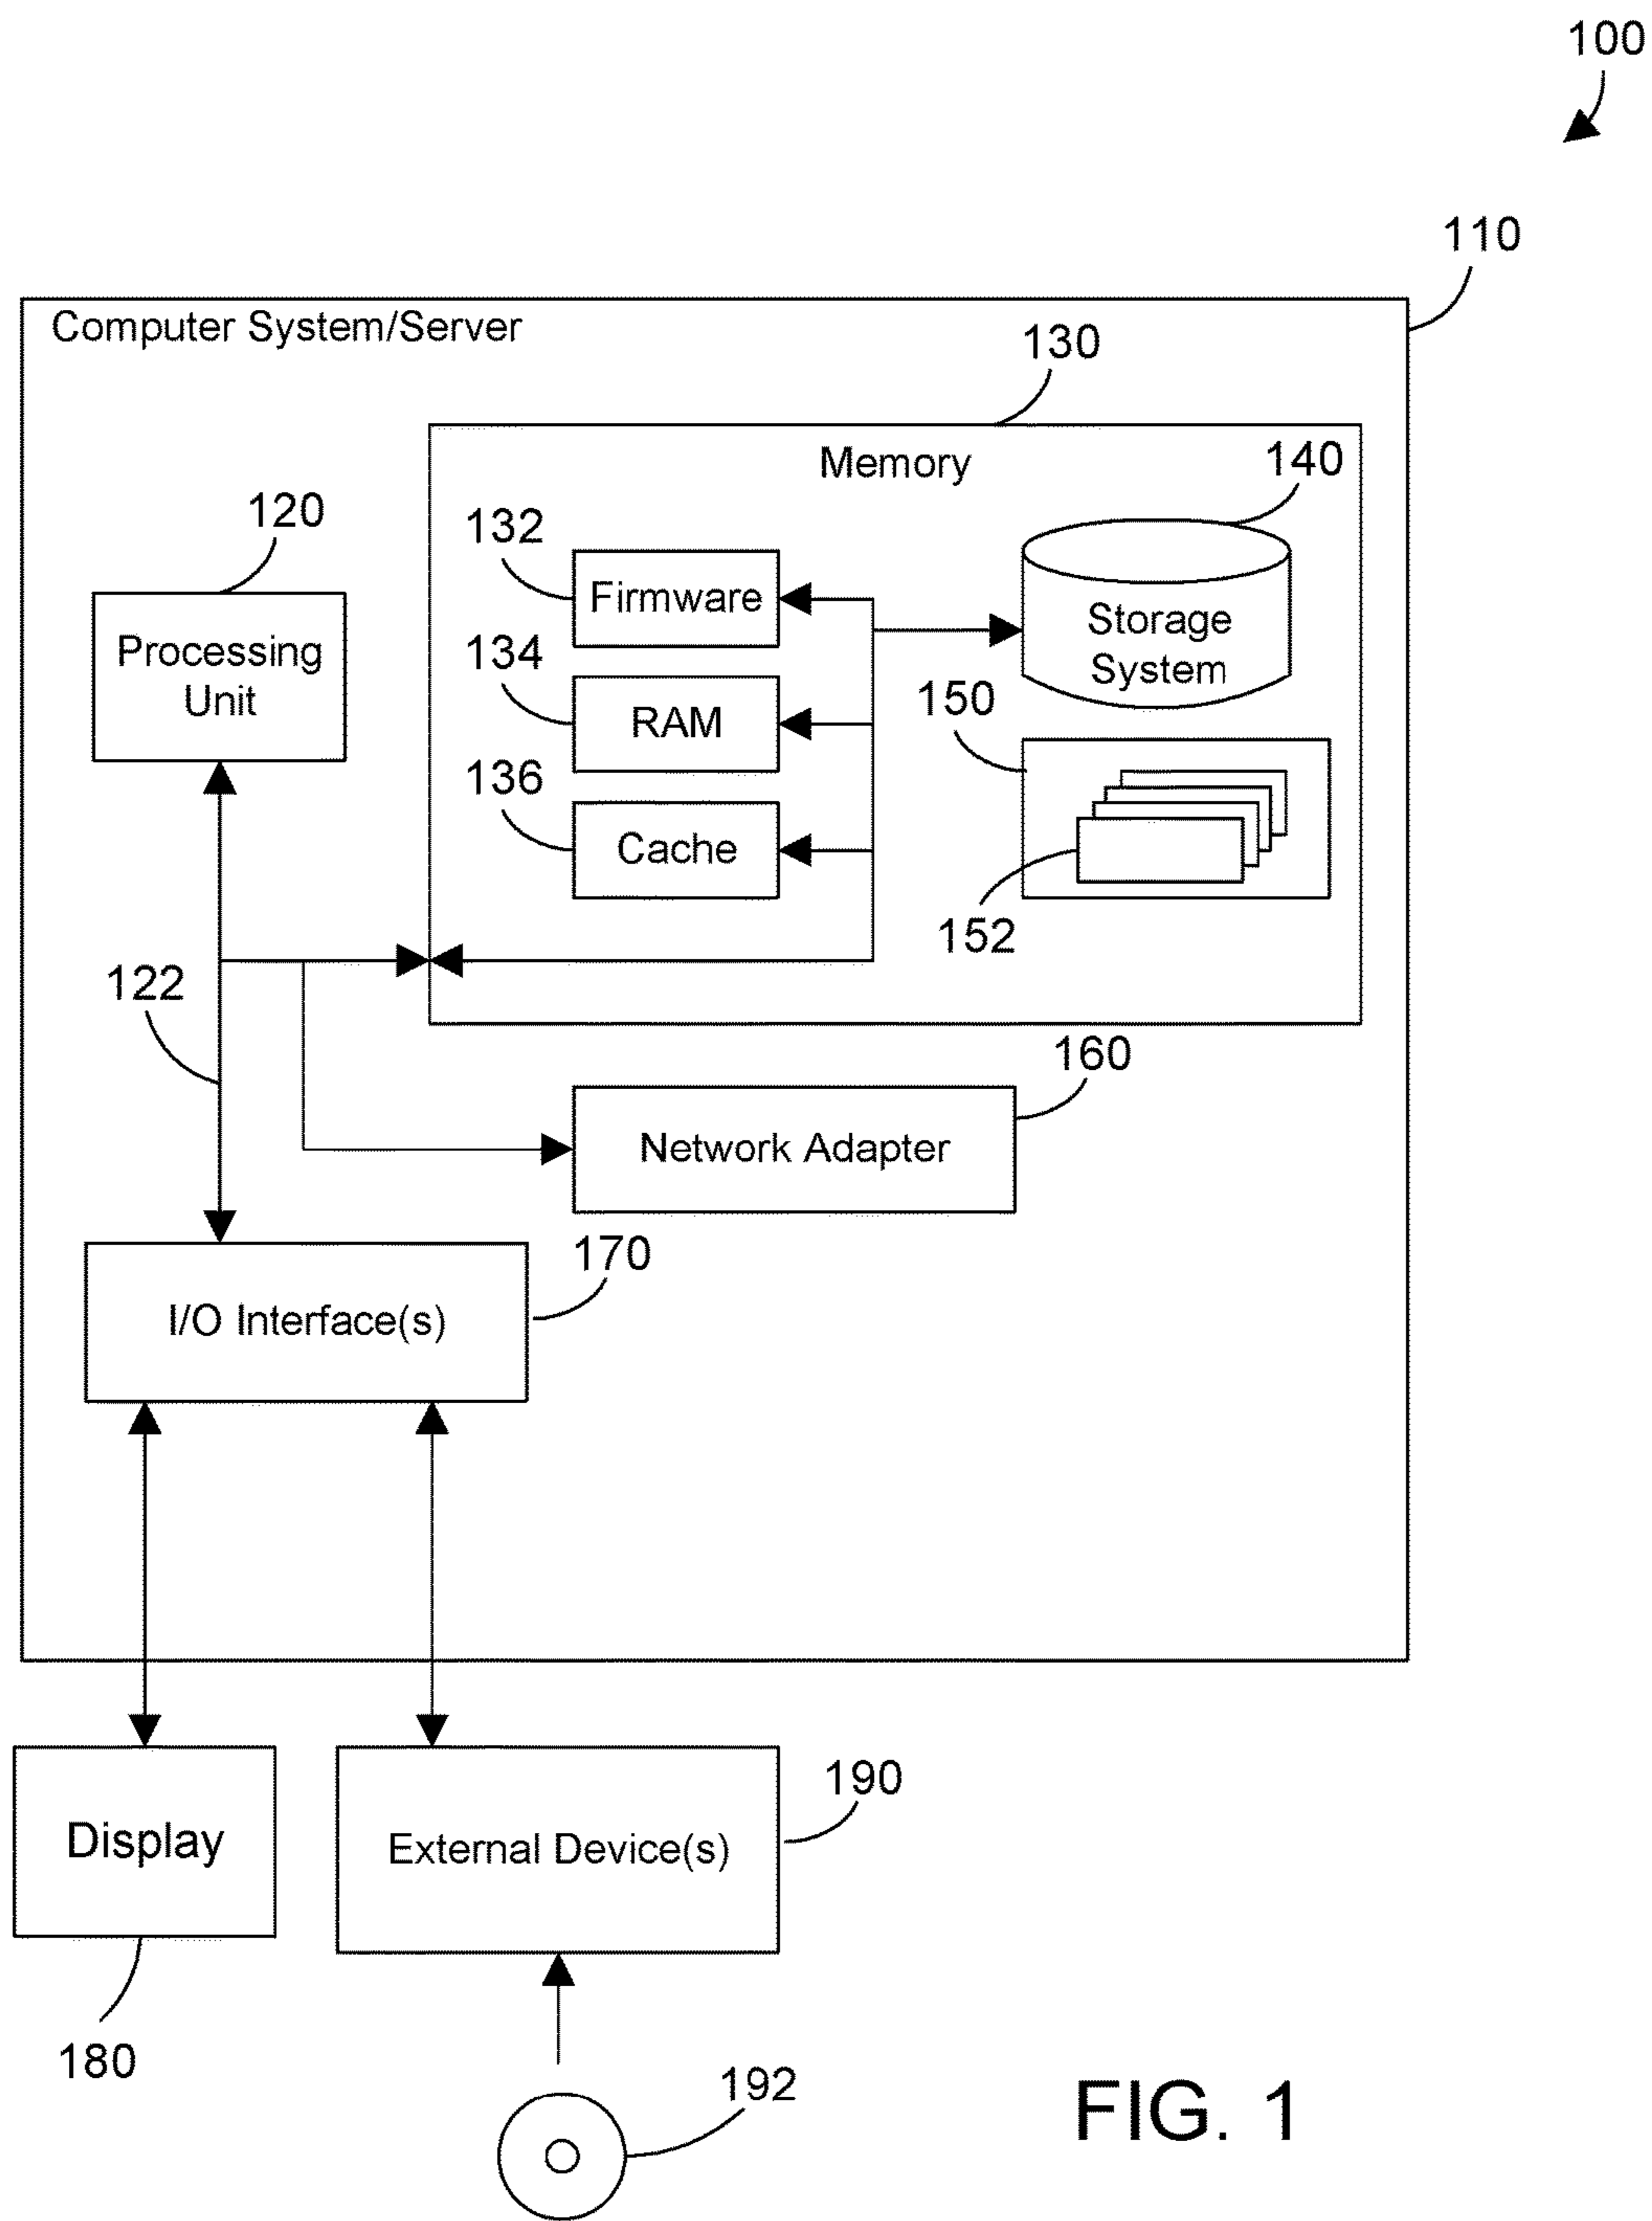 100
110
Computer System/Server
130
Memory
140
120
132
Firmware
Storage
System
Processing
Unit
134
RAM
150
136
Cache
152
122
160
Network Adapter
170
I/O Interface(s)
190
Display
External Device(s)
180
192
FIG. 1